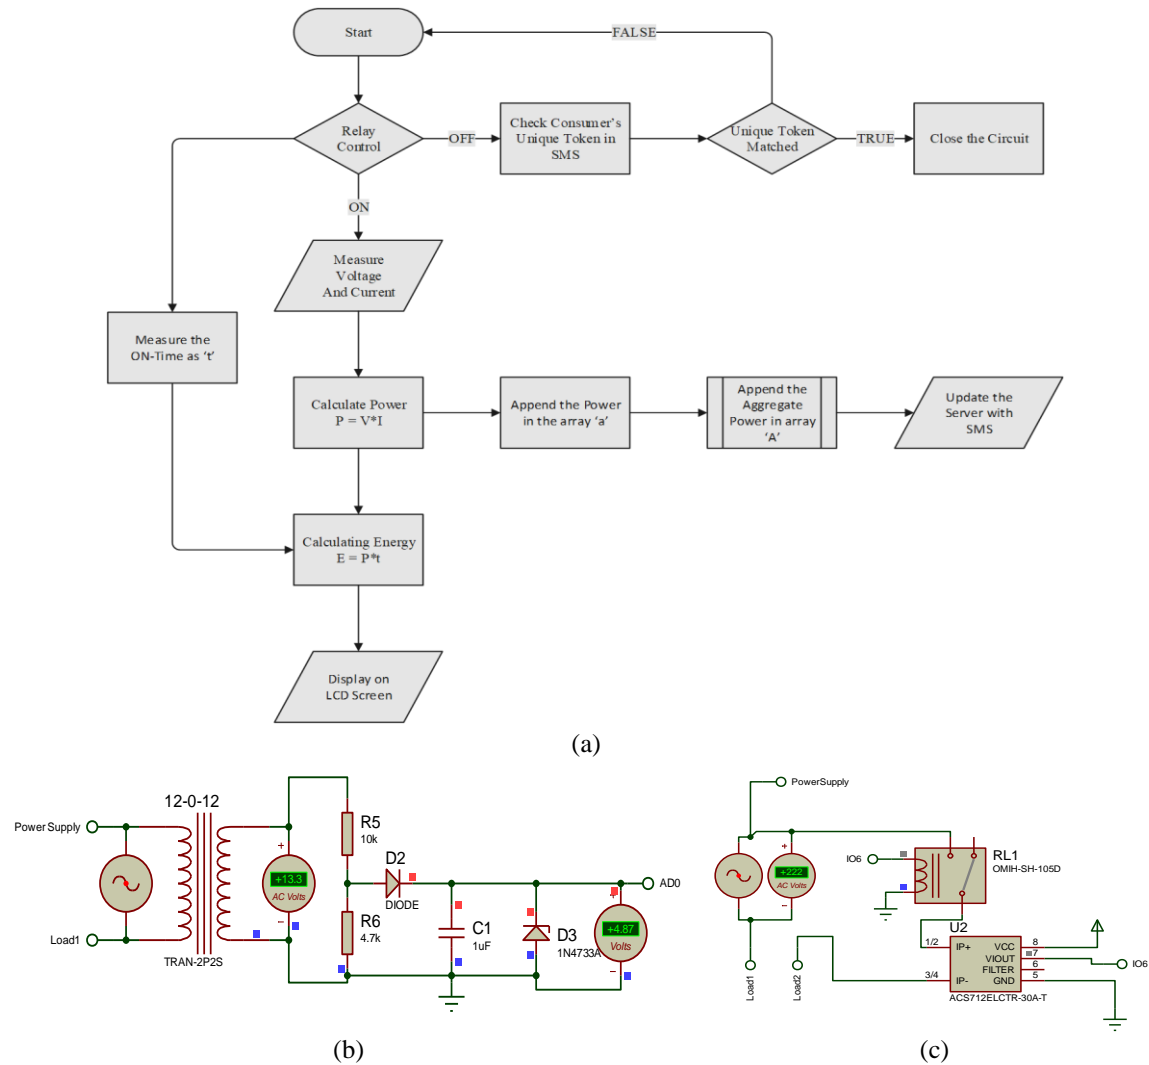 Start
FALSE
Relay
Control
OFF
Check Consumer's
Unique Token in
SMS
Unique Token
Matched
TRUE
Close the Circuit
ON
Measure
Voltage
And Current
Measure the
ON-Time as 't'
Calculate Power
P = V*I
Append the Power
in the array 'a'
Append the
Aggregate
Power in array
'A'
Update the
Server with
SMS
Calculating Energy
E = P*t
Display on
LCD Screen
(a)
12-0-12
Power Supply
Load1
TRAN-2P2S
+
+13.3
AC Volts
−
R5
10k
R6
4.7k
D2
DIODE
C1
1uF
D3
1N4733A
+
+4.87
Volts
−
AD0
(b)
PowerSupply
+
+222
AC Volts
−
Load1
Load2
IO6
RL1
OMIH-SH-105D
U2
1/2
IP+
3/4
IP-
VCC
8
VIOUT
7
FILTER
6
GND
5
ACS712ELCTR-30A-T
IO6
(c)